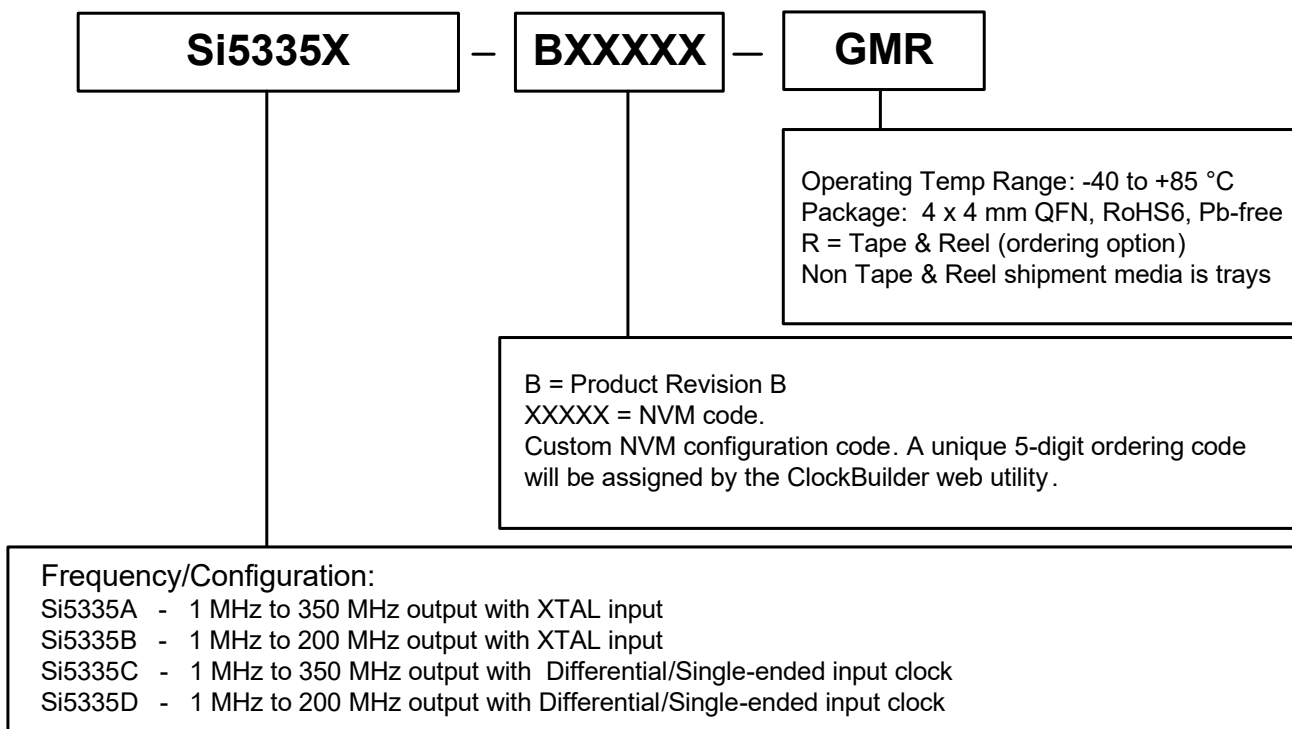 Si5335X – BXXXXX – GMR
Operating Temp Range: -40 to +85 °C
Package: 4 x 4 mm QFN, RoHS6, Pb-free
R = Tape & Reel (ordering option)
Non Tape & Reel shipment media is trays
B = Product Revision B
XXXXX = NVM code.
Custom NVM configuration code. A unique 5-digit ordering code
will be assigned by the ClockBuilder web utility.
Frequency/Configuration:
Si5335A - 1 MHz to 350 MHz output with XTAL input
Si5335B - 1 MHz to 200 MHz output with XTAL input
Si5335C - 1 MHz to 350 MHz output with Differential/Single-ended input clock
Si5335D - 1 MHz to 200 MHz output with Differential/Single-ended input clock